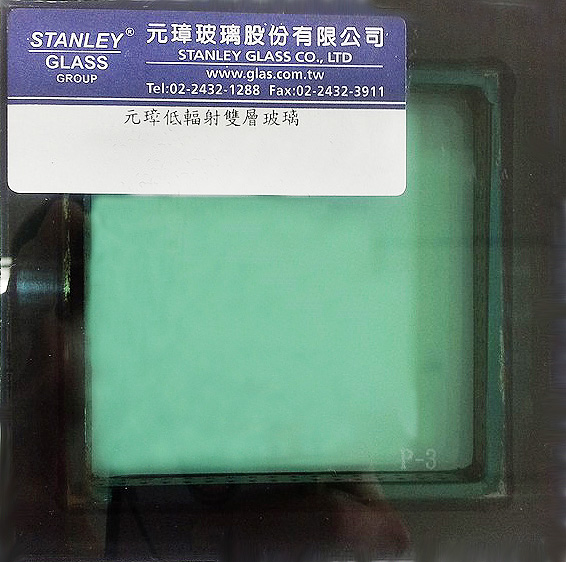 STANLEY®
GLASS
GROUP
元璋玻璃股份有限公司
STANLEY GLASS CO., LTD
www.glas.com.tw
Tel:02-2432-1288 Fax:02-2432-3911
元璋低輻射雙層玻璃
P-3